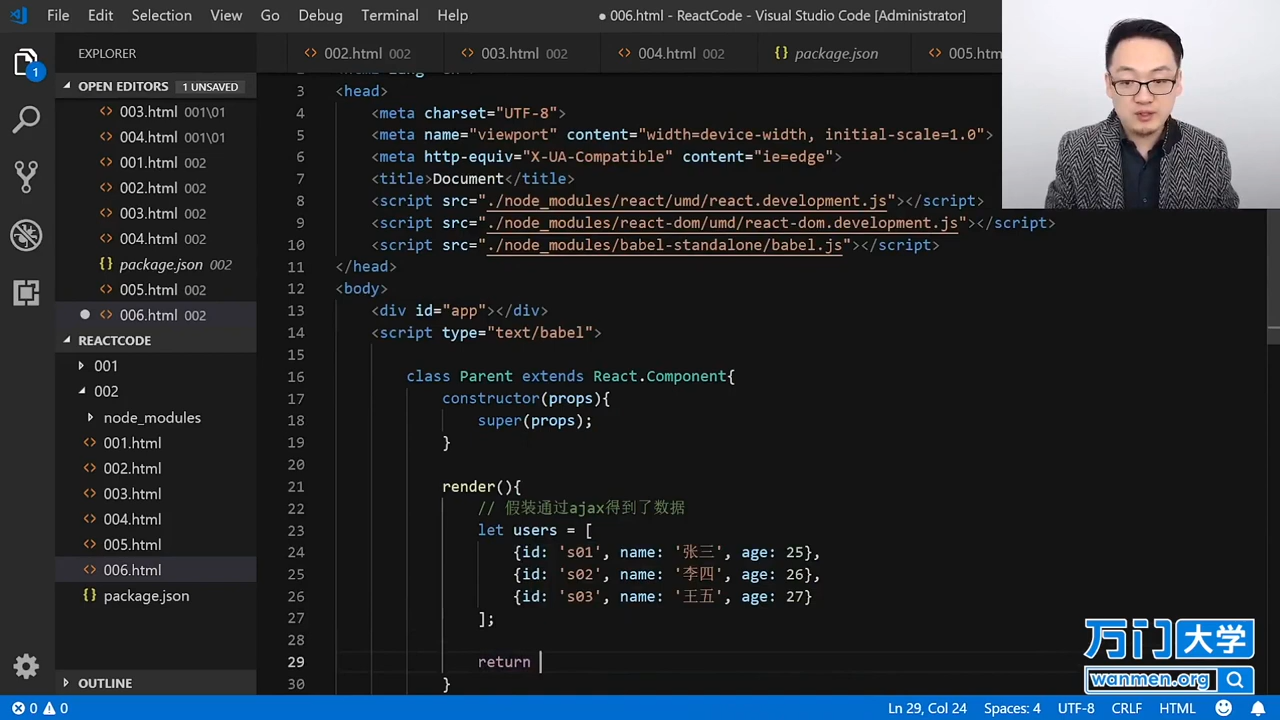 File Edit Selection View Go Debug Terminal Help
● 006.html - ReactCode - Visual Studio Code [Administrator]
EXPLORER
002.html 002
003.html 002
004.html 002
package.json
005.htm
1
OPEN EDITORS 1 UNSAVED
003.html 001\01
004.html 001\01
001.html 002
002.html 002
003.html 002
004.html 002
{} package.json 002
005.html 002
006.html 002
REACTCODE
001
002
node_modules
001.html
002.html
003.html
004.html
005.html
006.html
{} package.json
OUTLINE
3 <head>
4 <meta charset="UTF-8">
5 <meta name="viewport" content="width=device-width, initial-scale=1.0">
6 <meta http-equiv="X-UA-Compatible" content="ie=edge">
7 <title>Document</title>
8 <script src="./node_modules/react/umd/react.development.js"></script>
9 <script src="./node_modules/react-dom/umd/react-dom.development.js"></script>
10 <script src="./node_modules/babel-standalone/babel.js"></script>
11 </head>
12 <body>
13 <div id="app"></div>
14 <script type="text/babel">
15
16 class Parent extends React.Component{
17 constructor(props){
18 super(props);
19 }
20
21 render(){
22 // 假装通过ajax得到了数据
23 let users = [
24 {id: 's01', name: '张三', age: 25},
25 {id: 's02', name: '李四', age: 26},
26 {id: 's03', name: '王五', age: 27}
27 ];
28
29 return
30 }
万门大学
wanmen.org
0 0 Ln 29, Col 24 Spaces: 4 UTF-8 CRLF HTML